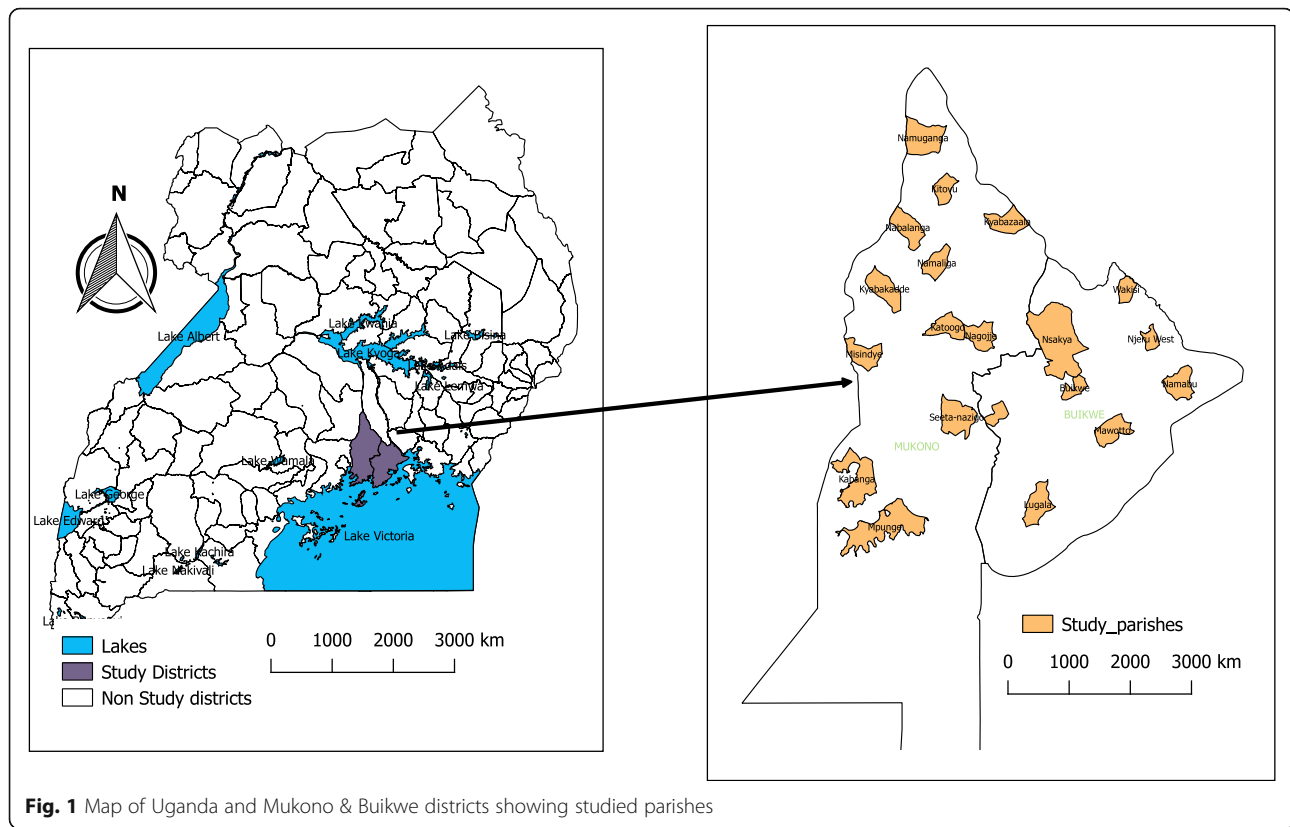 N
Lake Albert
Lake Kwania
Lake Bisina
Lake Kyoga
Lake Lemwa
Lake Wamala
Lake George
Lake Edward
Lake Victoria
Lake Kachira
Lake Nakivali
Lakes
Study Districts
Non Study districts
0 1000 2000 3000 km
Namuganga
Kitovu
Kyabazaala
Nabalanga
Namaliga
Kyabakadde
Wakisi
Katoogo
Nagojje
Nsakya
Njeru West
Misindye
Buikwe
Namabu
Seeta-nazigo
BUIKWE
Mawotto
MUKONO
Kabanga
Lugala
Mpunge
Study_parishes
0 1000 2000 3000 km
Fig. 1 Map of Uganda and Mukono & Buikwe districts showing studied parishes